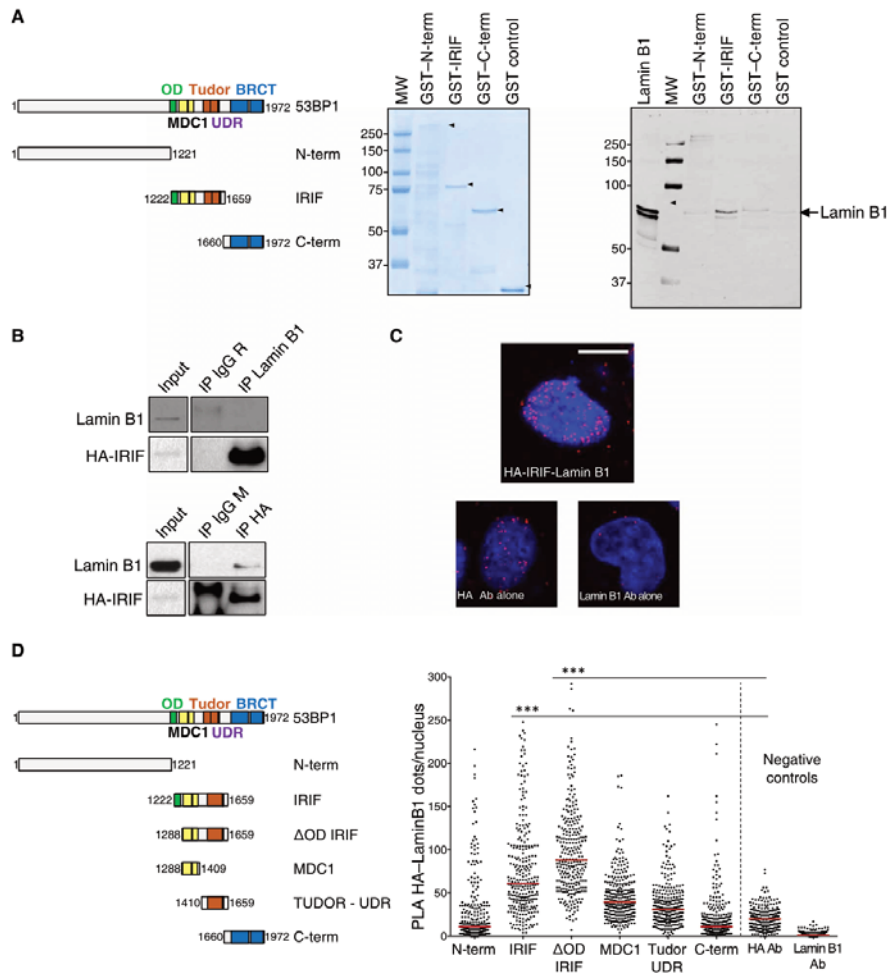 A
OD Tudor BRCT
1 1972 53BP1
MDC1 UDR
1 1221 N-term
1222 1659 IRIF
1660 1972 C-term
MW GST–N-term GST-IRIF GST–C-term GST control
250
150
100
75
50
37
Lamin B1 MW GST–N-term GST-IRIF GST–C-term GST control
250
150
100
50
37
Lamin B1
B
Input IP IgG R IP Lamin B1
Lamin B1
HA-IRIF
Input IP IgG M IP HA
Lamin B1
HA-IRIF
C
HA-IRIF-Lamin B1
HA Ab alone
Lamin B1 Ab alone
D
OD Tudor BRCT
1 1972 53BP1
MDC1 UDR
1 1221 N-term
1222 1659 IRIF
1288 1659 ΔOD IRIF
1288 1409 MDC1
1410 1659 TUDOR - UDR
1660 1972 C-term
PLA HA–LaminB1 dots/nucleus
300
250
200
150
100
50
0
***
***
Negative
controls
N-term IRIF ΔOD MDC1 Tudor C-term HA Ab Lamin B1
IRIF UDR Ab